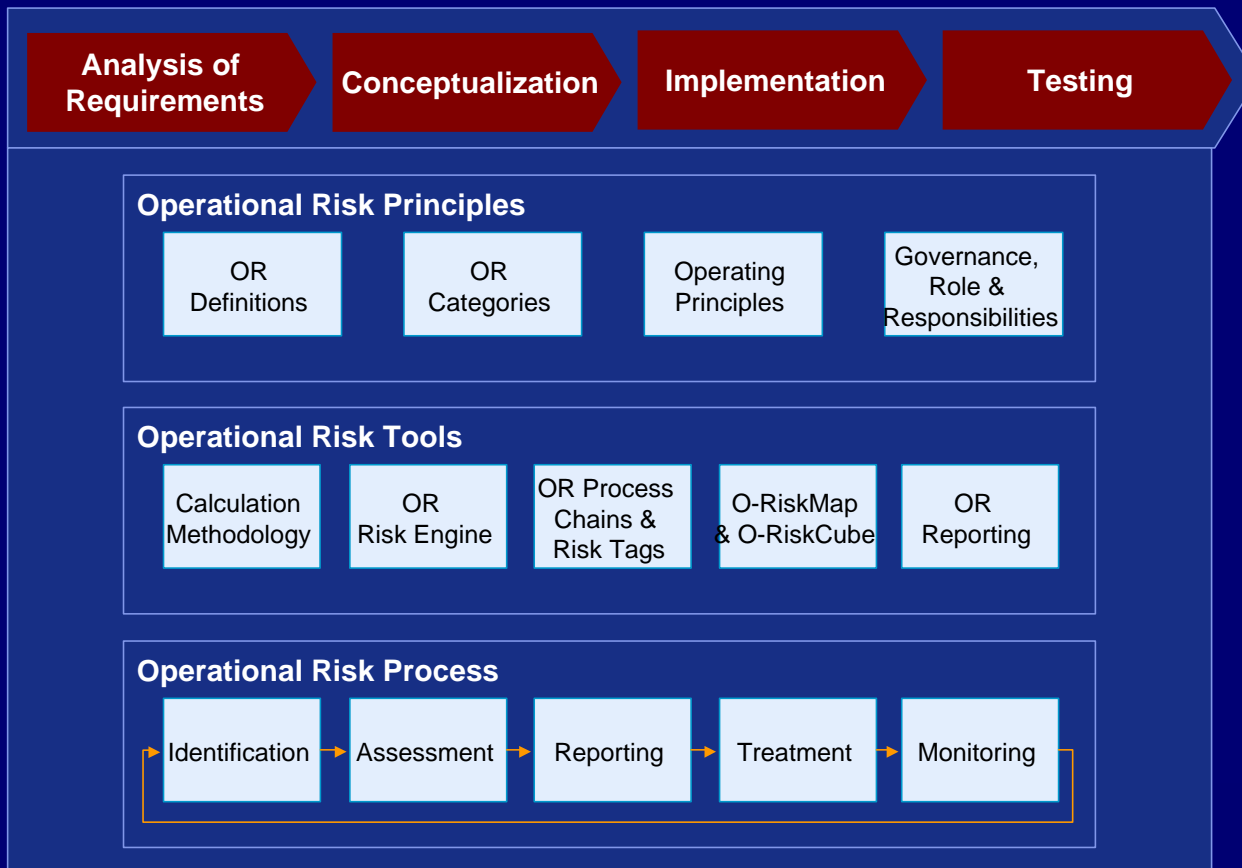 Analysis of
Requirements
Conceptualization
Implementation
Testing
Operational Risk Principles
OR
Definitions
OR
Categories
Operating
Principles
Governance,
Role &
Responsibilities
Operational Risk Tools
Calculation
Methodology
OR
Risk Engine
OR Process
Chains &
Risk Tags
O-RiskMap
& O-RiskCube
OR
Reporting
Operational Risk Process
Identification
Assessment
Reporting
Treatment
Monitoring